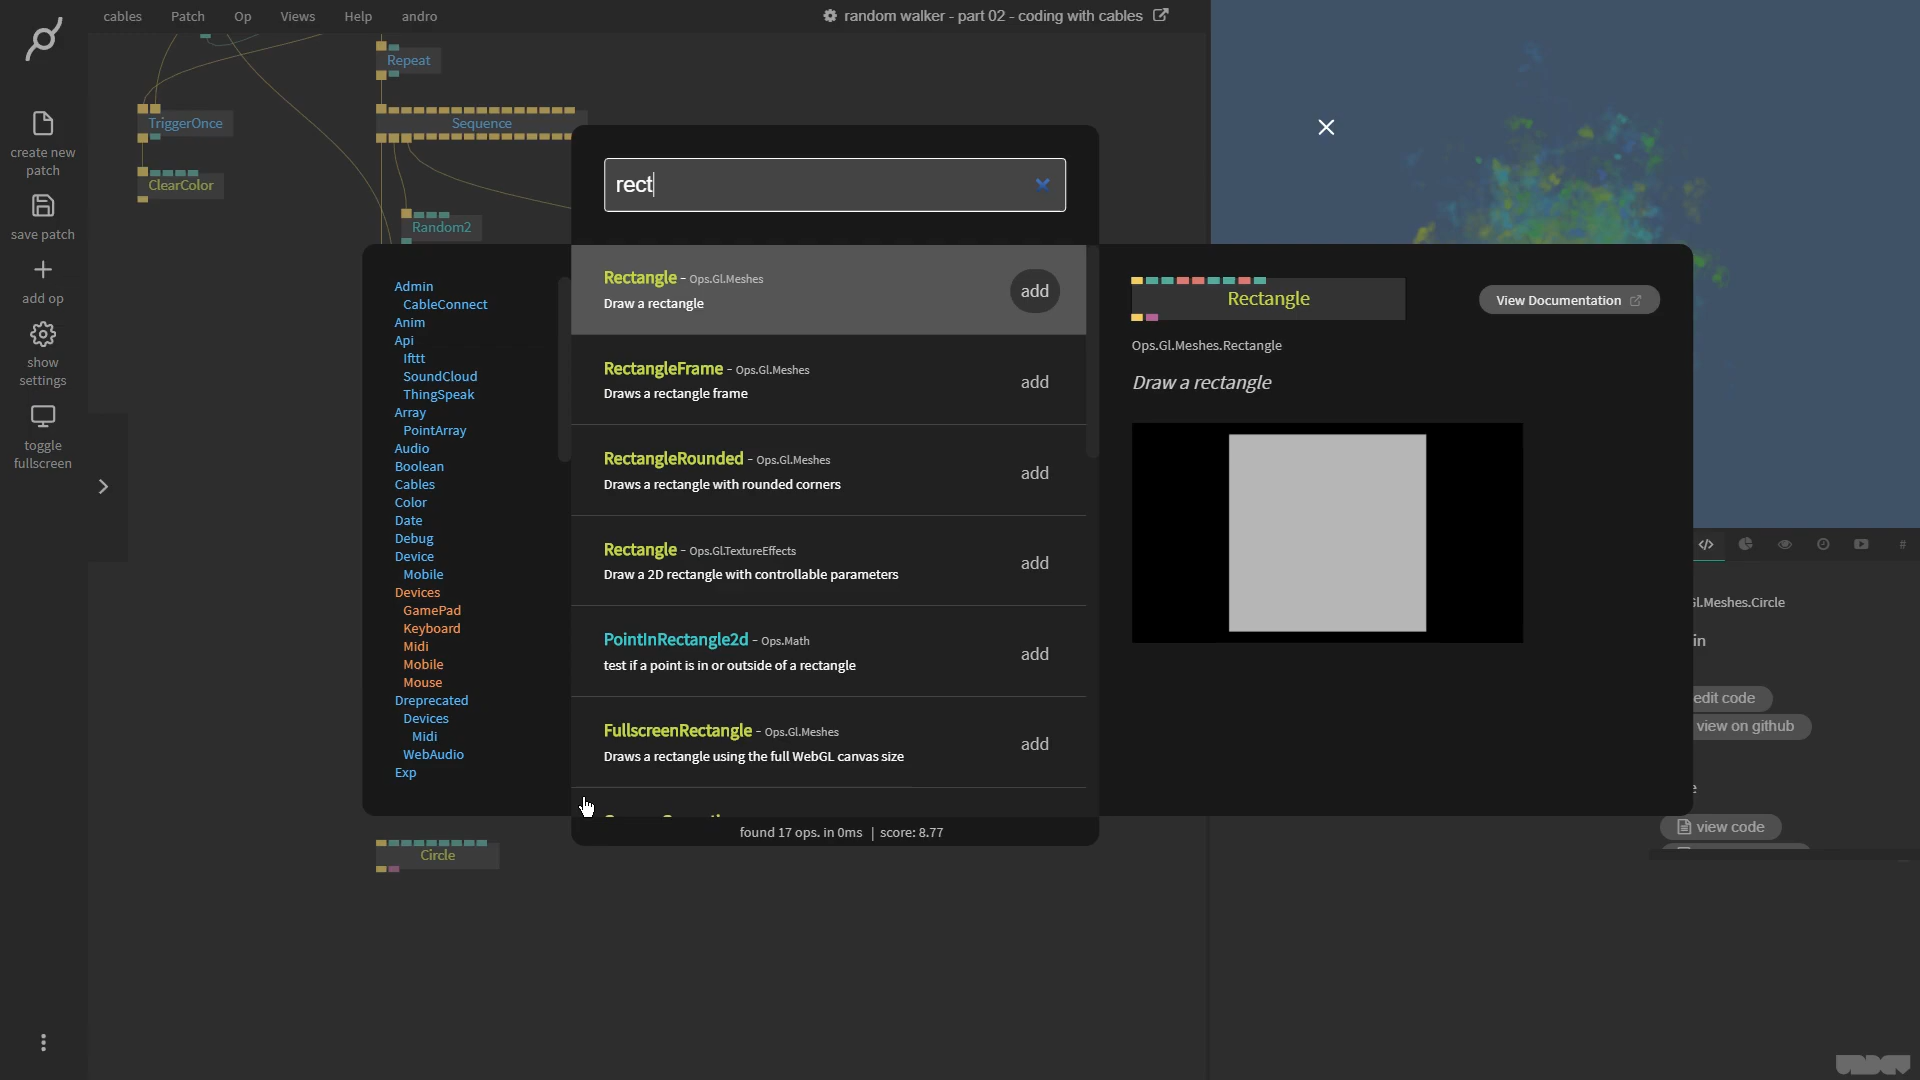 cables Patch Op Views Help andro
random walker - part 02 - coding with cables
create new
patch
save patch
add op
show
settings
toggle
fullscreen
Repeat
TriggerOnce
Sequence
ClearColor
Random2
Circle
rect
Admin
CableConnect
Anim
Api
Ifttt
SoundCloud
ThingSpeak
Array
PointArray
Audio
Boolean
Cables
Color
Date
Debug
Device
Mobile
Devices
GamePad
Keyboard
Midi
Mobile
Mouse
Dreprecated
Devices
Midi
WebAudio
Exp
Rectangle - Ops.Gl.Meshes
Draw a rectangle
add
RectangleFrame - Ops.Gl.Meshes
Draws a rectangle frame
add
RectangleRounded - Ops.Gl.Meshes
Draws a rectangle with rounded corners
add
Rectangle - Ops.Gl.TextureEffects
Draw a 2D rectangle with controllable parameters
add
PointInRectangle2d - Ops.Math
test if a point is in or outside of a rectangle
add
FullscreenRectangle - Ops.Gl.Meshes
Draws a rectangle using the full WebGL canvas size
add
found 17 ops. in 0ms | score: 8.77
Rectangle
View Documentation
Ops.Gl.Meshes.Rectangle
Draw a rectangle
#
l.Meshes.Circle
in
edit code
view on github
e
view code